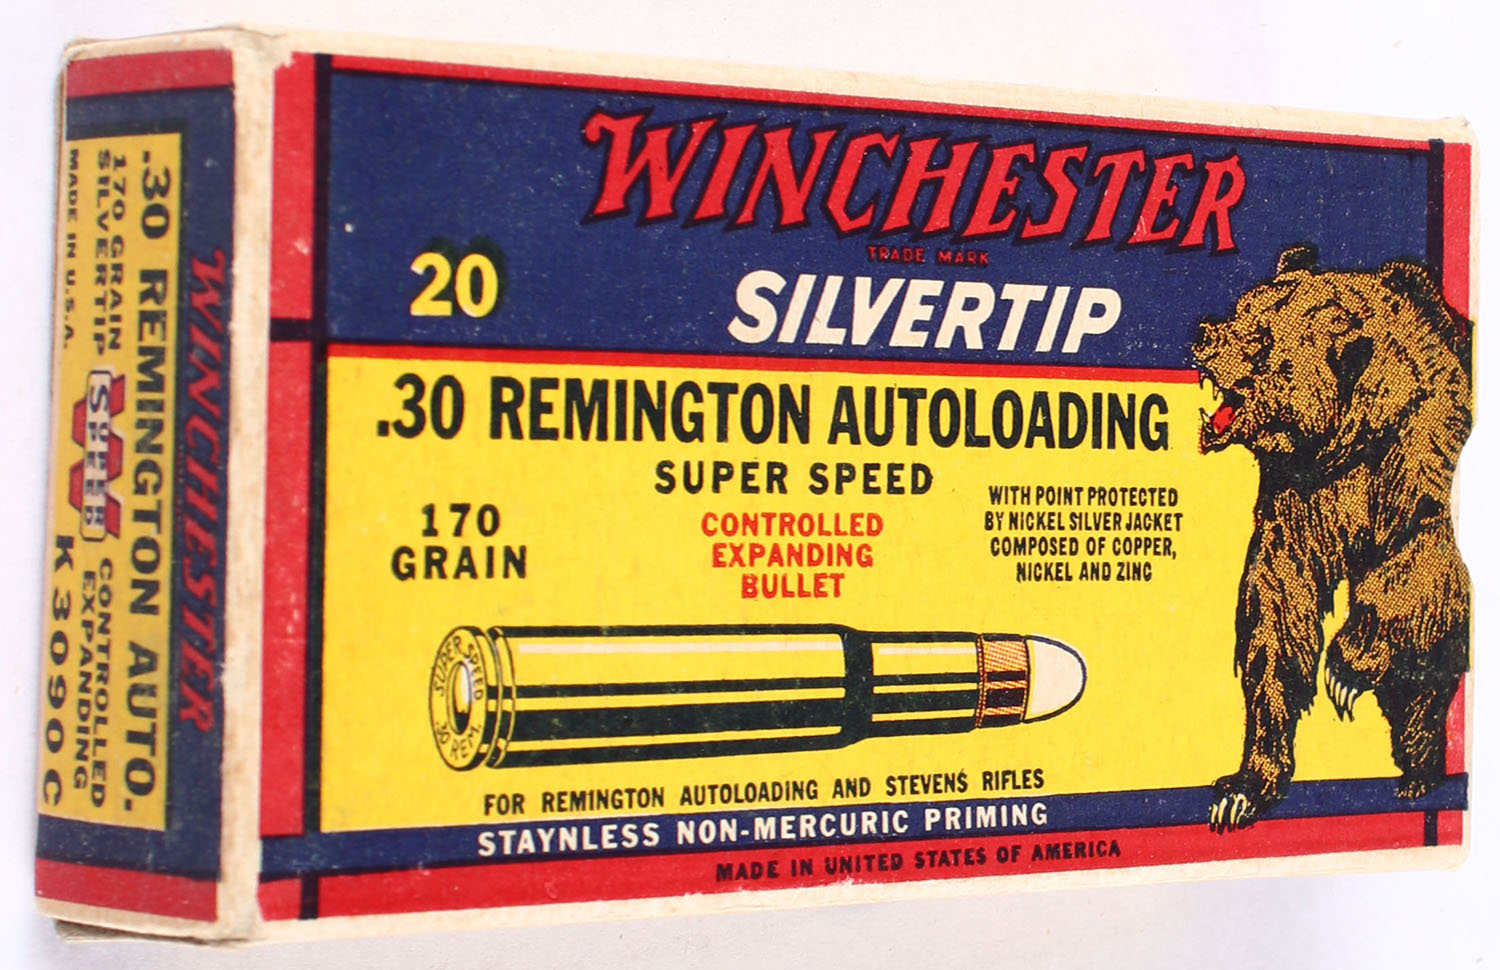 WINCHESTER
TRADE MARK
SILVERTIP
20
.30 REMINGTON AUTOLOADING
SUPER SPEED
170
GRAIN
CONTROLLED
EXPANDING
BULLET
WITH POINT PROTECTED
BY NICKEL SILVER JACKET
COMPOSED OF COPPER,
NICKEL AND ZINC
SUPER SPEED
30 REM.
FOR REMINGTON AUTOLOADING AND STEVENS RIFLES
STAYNLESS NON-MERCURIC PRIMING
MADE IN UNITED STATES OF AMERICA
WINCHESTER
.30 REMINGTON AUTO.
170 GRAIN
SILVERTIP
W
SUPER
SPEED
CONTROLLED
EXPANDING
MADE IN U.S.A.
K 3090 C